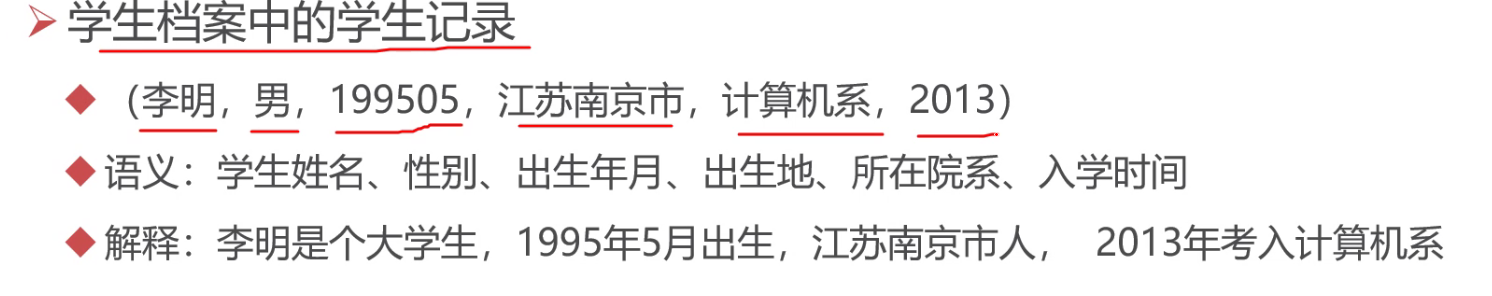 学生档案中的学生记录
（李明，男，199505，江苏南京市，计算机系，2013）
语义：学生姓名、性别、出生年月、出生地、所在院系、入学时间
解释：李明是个大学生，1995年5月出生，江苏南京市人， 2013年考入计算机系